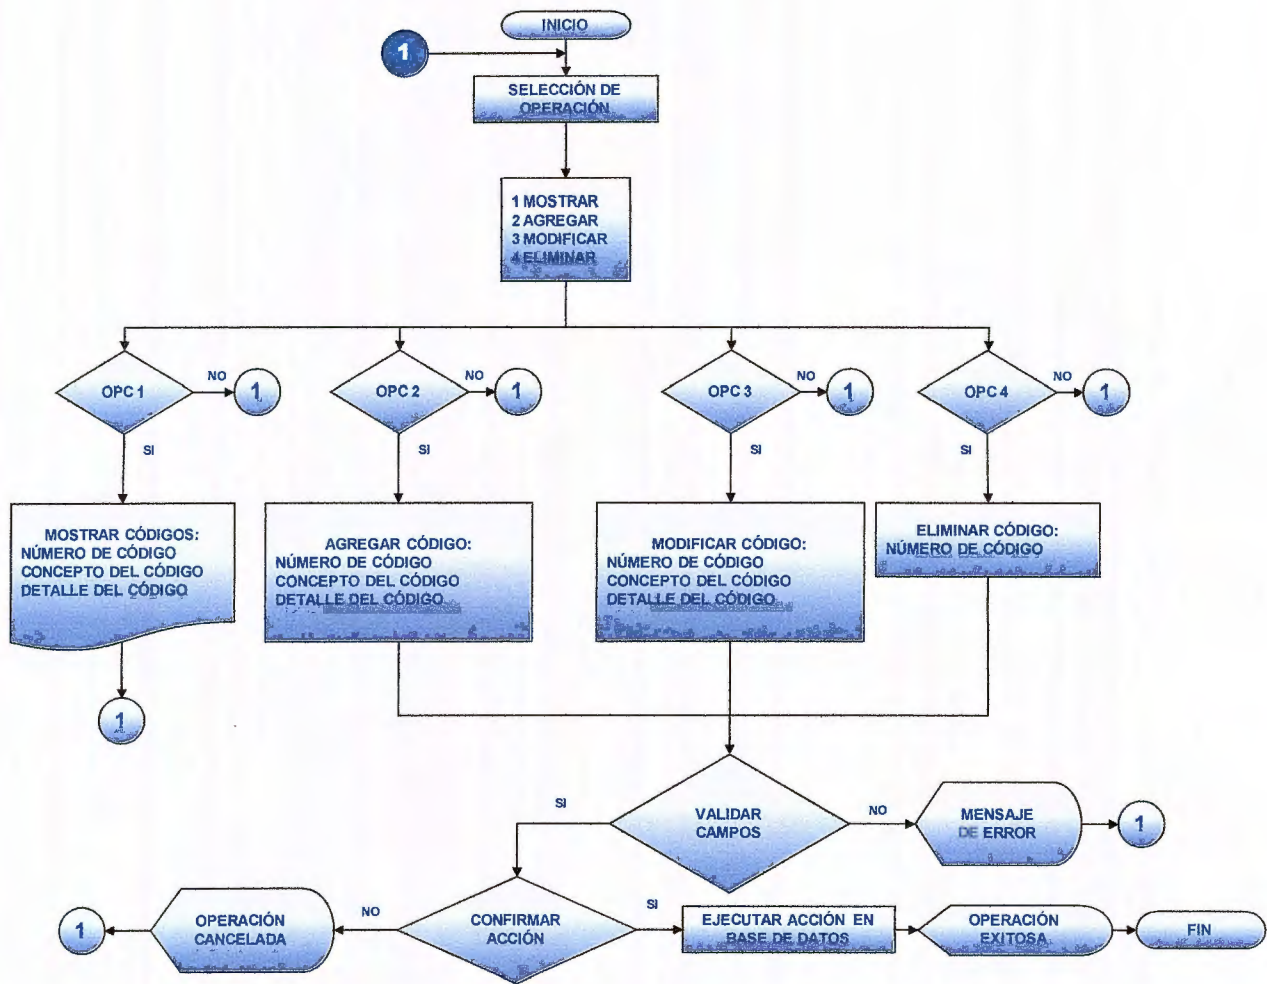 INICIO
1
SELECCIÓN DE
OPERACIÓN
1 MOSTRAR
2 AGREGAR
3 MODIFICAR
4 ELIMINAR
OPC 1
NO
1
OPC 2
NO
1
OPC 3
NO
1
OPC 4
NO
1
SI
SI
SI
SI
MOSTRAR CÓDIGOS:
NÚMERO DE CÓDIGO
CONCEPTO DEL CÓDIGO
DETALLE DEL CÓDIGO
AGREGAR CÓDIGO:
NÚMERO DE CÓDIGO
CONCEPTO DEL CÓDIGO
DETALLE DEL CÓDIGO
MODIFICAR CÓDIGO:
NÚMERO DE CÓDIGO
CONCEPTO DEL CÓDIGO
DETALLE DEL CÓDIGO
ELIMINAR CÓDIGO:
NÚMERO DE CÓDIGO
1
SI
VALIDAR
CAMPOS
NO
MENSAJE
DE ERROR
1
1
OPERACIÓN
CANCELADA
NO
CONFIRMAR
ACCIÓN
SI
EJECUTAR ACCIÓN EN
BASE DE DATOS
OPERACIÓN
EXITOSA
FIN